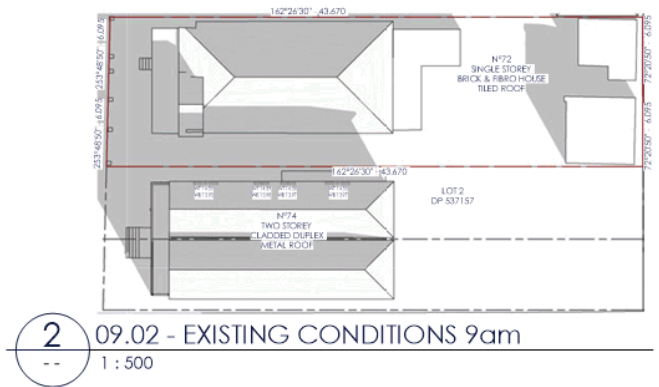 162°26'30" - 43.670
253°48'50" - 6.095
253°48'50" - 6.095
72°20'50" - 6.095
72°20'50" - 6.095
N°72
SINGLE STOREY
BRICK & FIBRO HOUSE
TILED ROOF
162°26'30" - 43.670
LOT 2
DP 537157
N°74
TWO STOREY
CLADDED DUPLEX
METAL ROOF
2
09.02 - EXISTING CONDITIONS 9am
- -
1 : 500